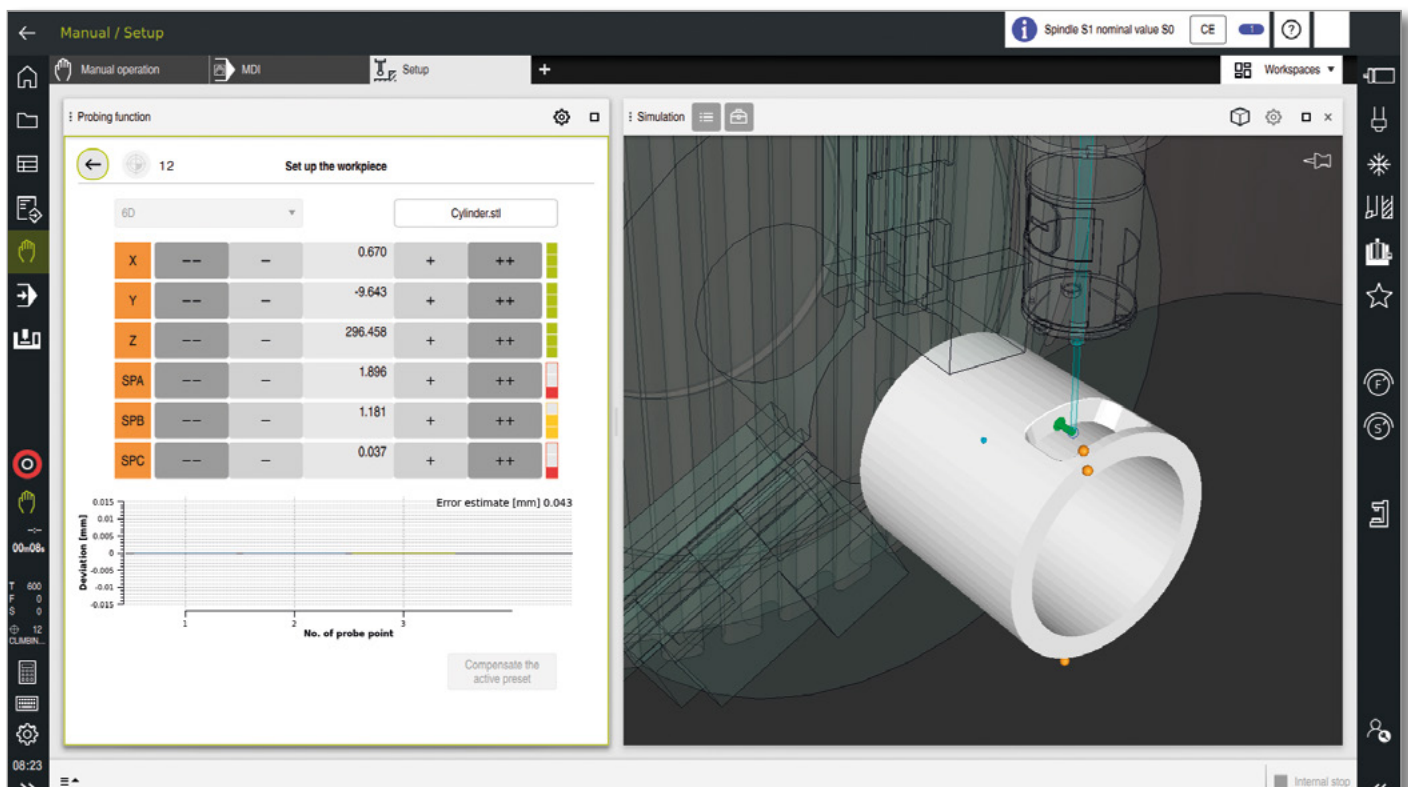 Manual / Setup
Spindle S1 nominal value S0
CE
1
?
Manual operation
MDI
Setup
+
Workspaces
Probing function
Simulation
12
Set up the workpiece
6D
Cylinder.stl
X -- - 0.670 + ++
Y -- - -9.643 + ++
Z -- - 296.458 + ++
SPA -- - 1.896 + ++
SPB -- - 1.181 + ++
SPC -- - 0.037 + ++
Error estimate [mm] 0.043
Deviation [mm]
0.015
0.01
0.005
0
-0.005
-0.01
-0.015
1 2 3
No. of probe point
Compensate the
active preset
F
S
-:-
00m08s
T 600
F 0
S 0
12
CLIMBIN...
08:23
Internal stop